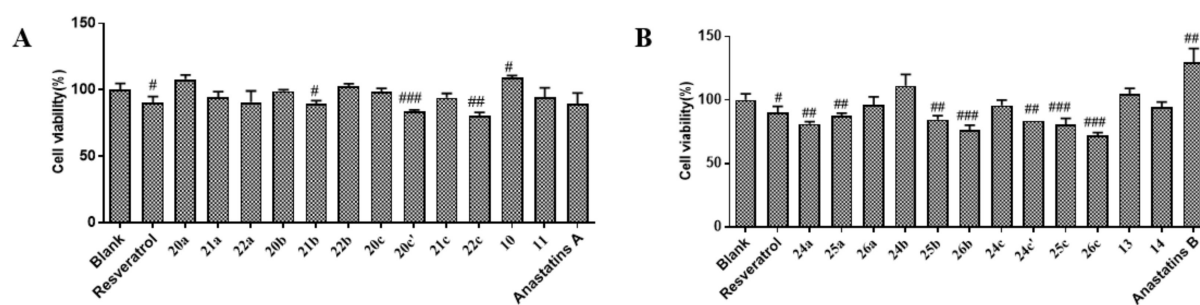 A
Cell viability(%)
150
100
50
0
#
#
###
##
#
Blank
Resveratrol
20a
21a
22a
20b
21b
22b
20c
20c'
21c
22c
10
11
Anastatins A
B
Cell viability(%)
150
100
50
0
#
##
##
##
###
##
###
###
##
Blank
Resveratrol
24a
25a
26a
24b
25b
26b
24c
24c'
25c
26c
13
14
Anastatins B